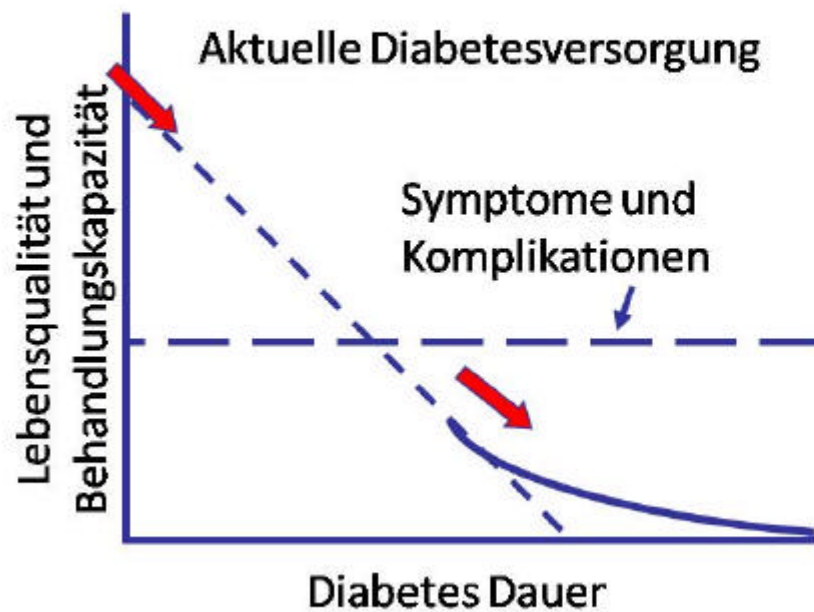 Aktuelle Diabetesversorgung
Lebensqualität und
Behandlungskapazität
Symptome und
Komplikationen
Diabetes Dauer